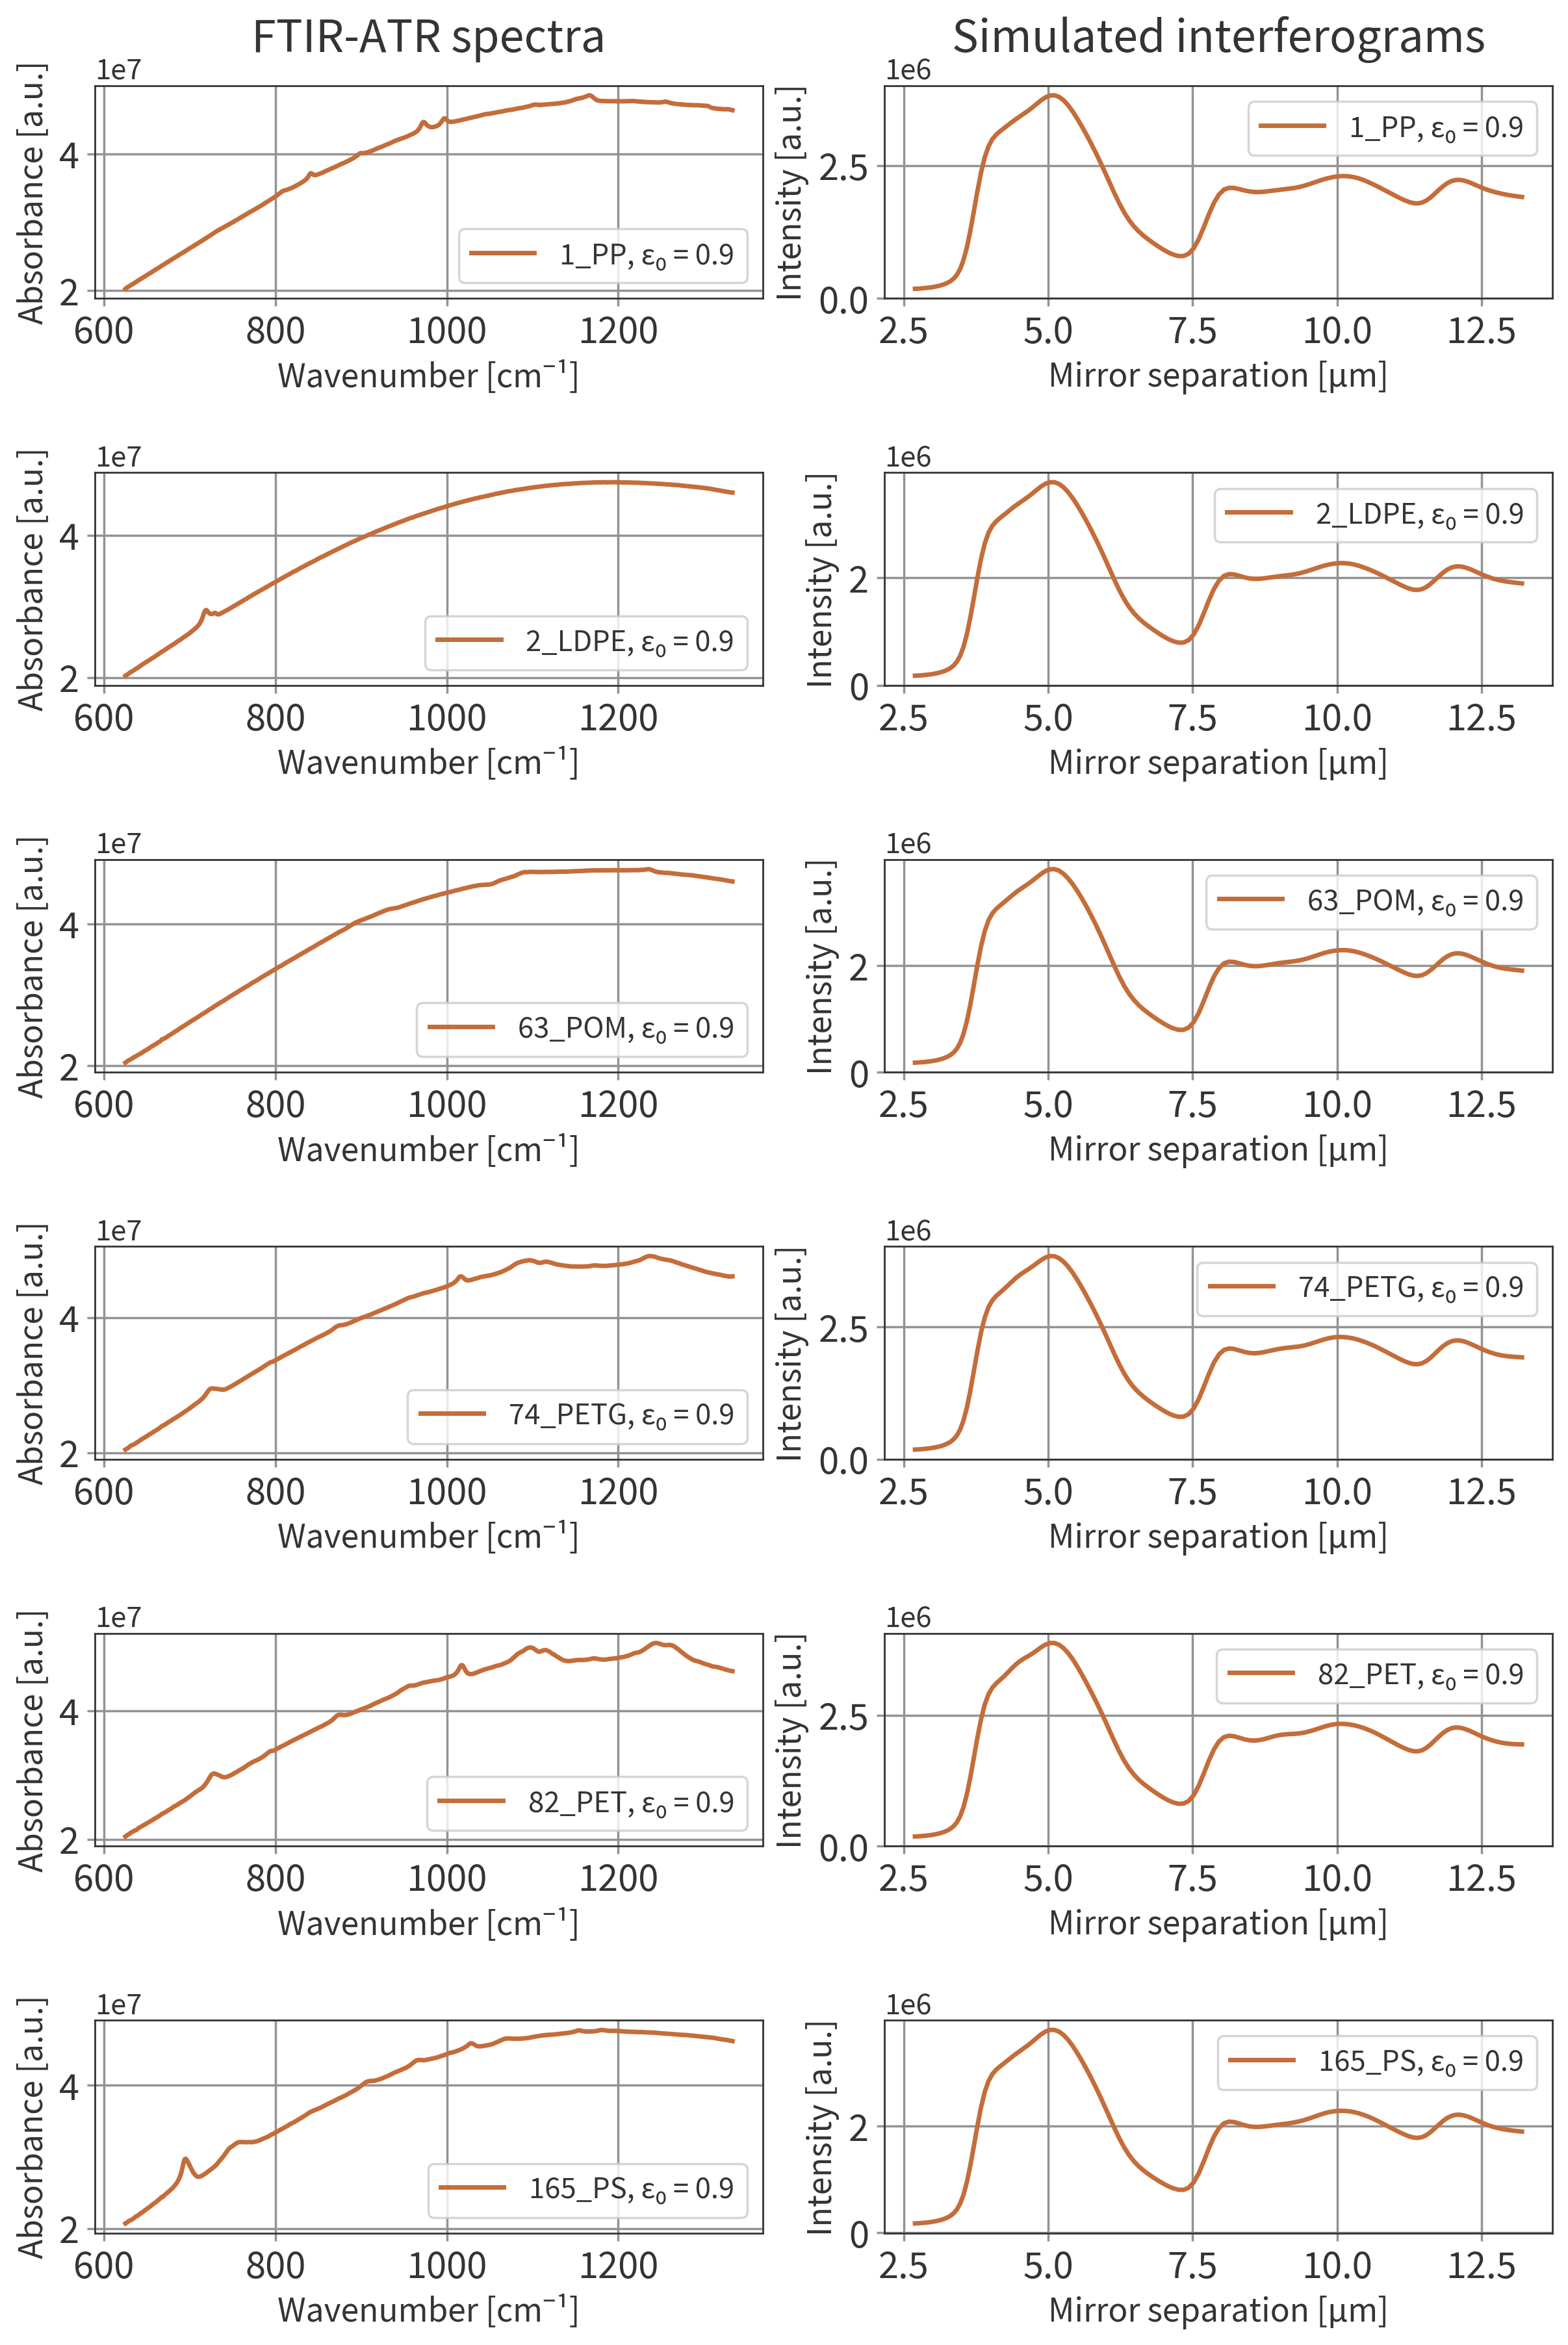 FTIR-ATR spectra
Simulated interferograms
1e7
Absorbance [a.u.]
4
2
1_PP, ε₀ = 0.9
600 800 1000 1200
Wavenumber [cm⁻¹]
1e6
Intensity [a.u.]
2.5
0.0
1_PP, ε₀ = 0.9
2.5 5.0 7.5 10.0 12.5
Mirror separation [µm]
1e7
Absorbance [a.u.]
4
2
2_LDPE, ε₀ = 0.9
600 800 1000 1200
Wavenumber [cm⁻¹]
1e6
Intensity [a.u.]
2
0
2_LDPE, ε₀ = 0.9
2.5 5.0 7.5 10.0 12.5
Mirror separation [µm]
1e7
Absorbance [a.u.]
4
2
63_POM, ε₀ = 0.9
600 800 1000 1200
Wavenumber [cm⁻¹]
1e6
Intensity [a.u.]
2
0
63_POM, ε₀ = 0.9
2.5 5.0 7.5 10.0 12.5
Mirror separation [µm]
1e7
Absorbance [a.u.]
4
2
74_PETG, ε₀ = 0.9
600 800 1000 1200
Wavenumber [cm⁻¹]
1e6
Intensity [a.u.]
2.5
0.0
74_PETG, ε₀ = 0.9
2.5 5.0 7.5 10.0 12.5
Mirror separation [µm]
1e7
Absorbance [a.u.]
4
2
82_PET, ε₀ = 0.9
600 800 1000 1200
Wavenumber [cm⁻¹]
1e6
Intensity [a.u.]
2.5
0.0
82_PET, ε₀ = 0.9
2.5 5.0 7.5 10.0 12.5
Mirror separation [µm]
1e7
Absorbance [a.u.]
4
2
165_PS, ε₀ = 0.9
600 800 1000 1200
Wavenumber [cm⁻¹]
1e6
Intensity [a.u.]
2
0
165_PS, ε₀ = 0.9
2.5 5.0 7.5 10.0 12.5
Mirror separation [µm]